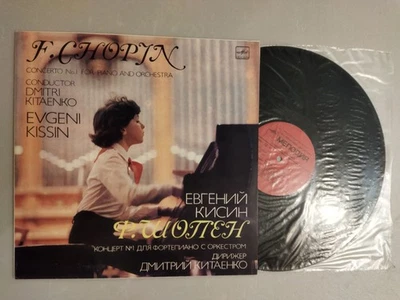 F. CHOPIN
CONCERTO No.1 FOR PIANO AND ORCHESTRA
CONDUCTOR
DMITRI
KITAENKO
EVGENI
KISSIN
ЕВГЕНИЙ
КИСИН
Ф. ШОПЕН
КОНЦЕРТ №1 ДЛЯ ФОРТЕПИАНО С ОРКЕСТРОМ
ДИРИЖЕР
ДМИТРИЙ КИТАЕНКО